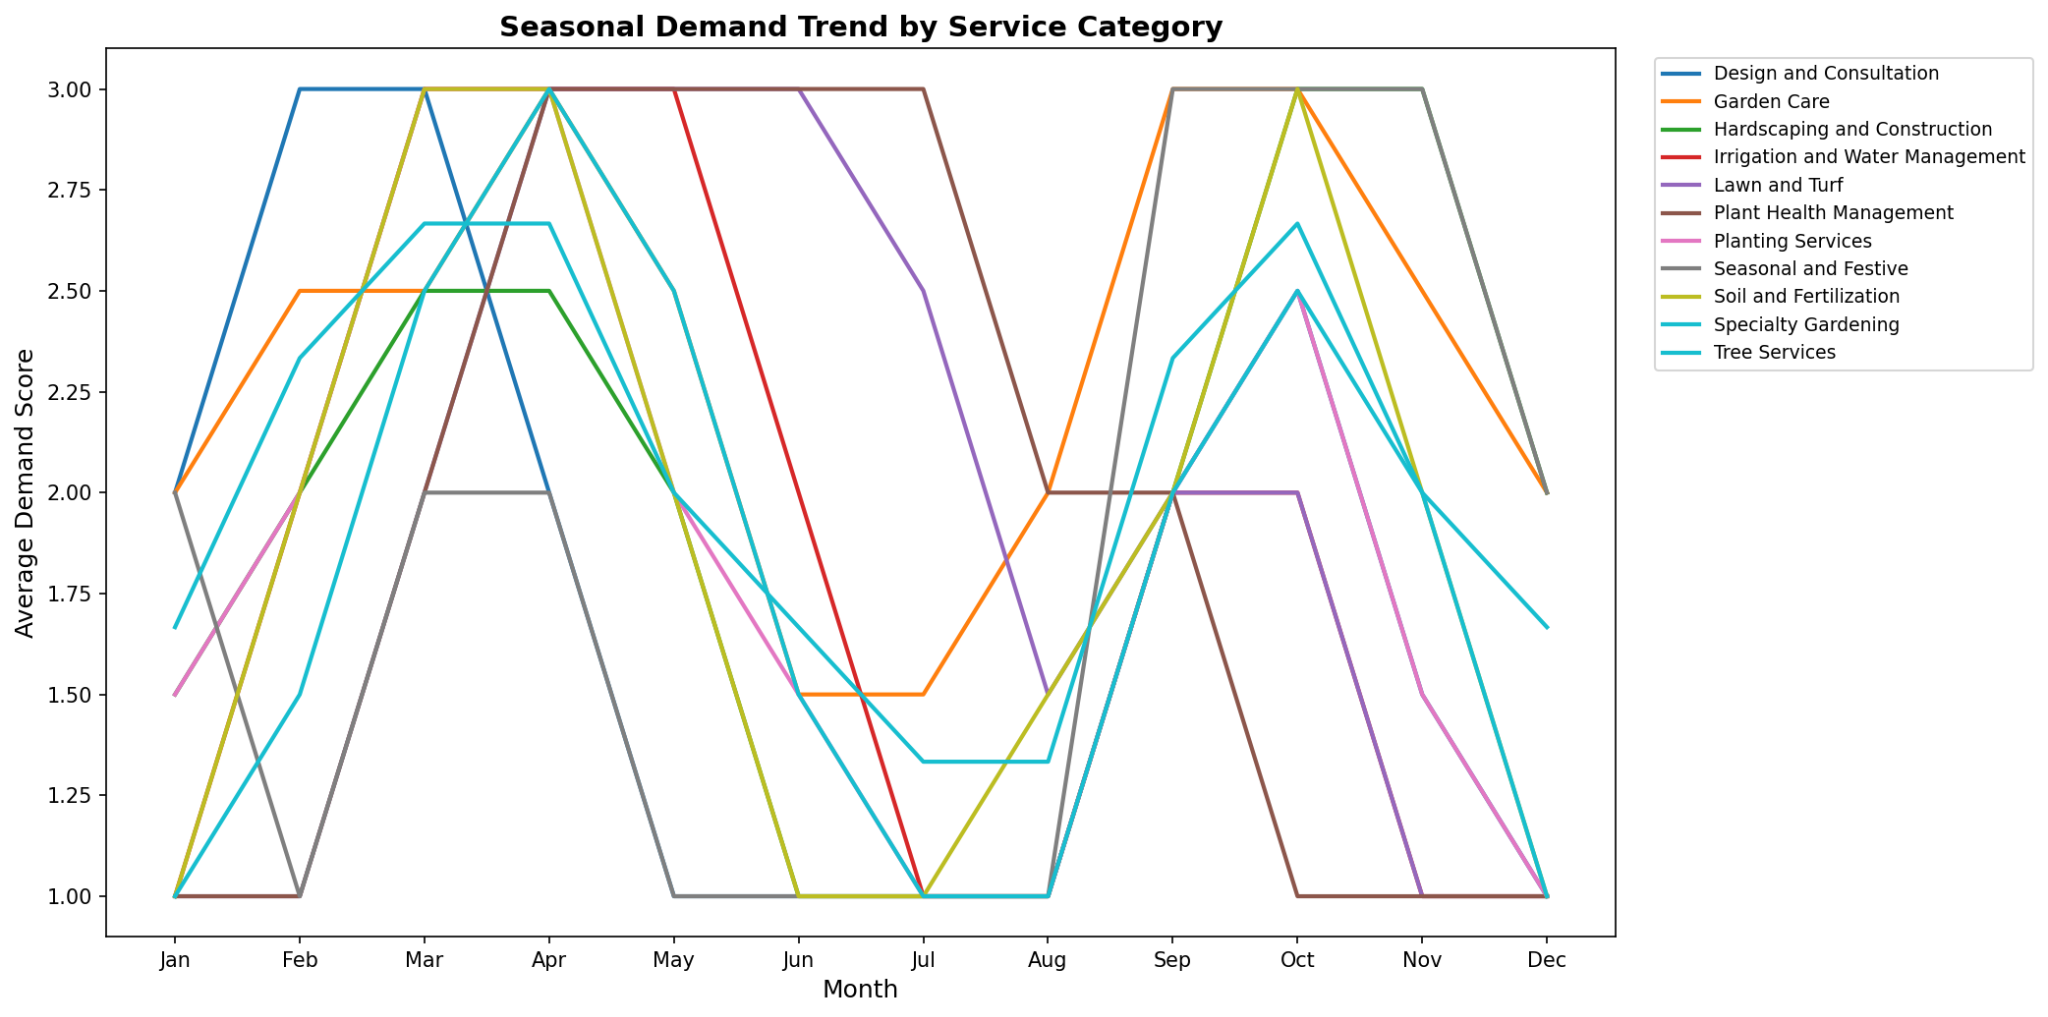 Seasonal Demand Trend by Service Category
Average Demand Score
3.00
2.75
2.50
2.25
2.00
1.75
1.50
1.25
1.00
Jan Feb Mar Apr May Jun Jul Aug Sep Oct Nov Dec
Month
Design and Consultation
Garden Care
Hardscaping and Construction
Irrigation and Water Management
Lawn and Turf
Plant Health Management
Planting Services
Seasonal and Festive
Soil and Fertilization
Specialty Gardening
Tree Services